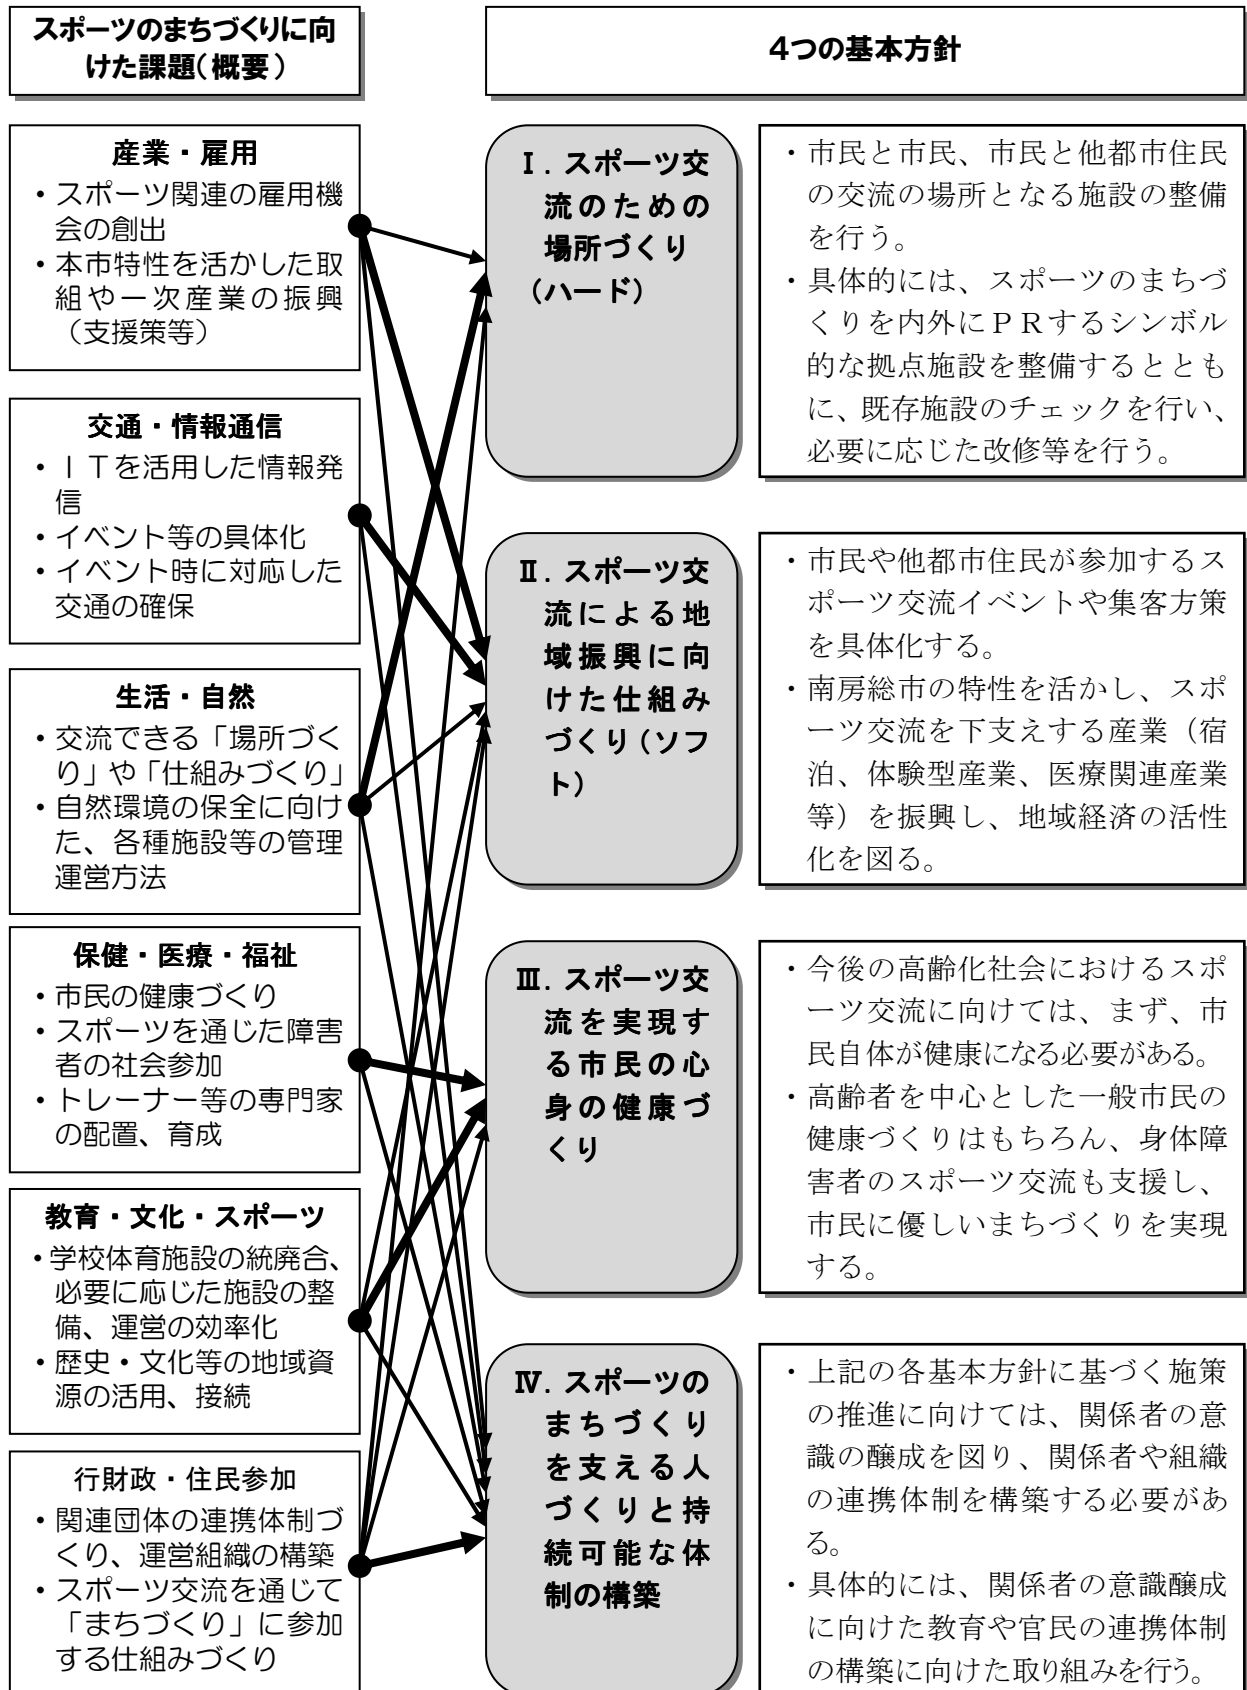 スポーツのまちづくりに向
けた課題（概要）
4つの基本方針
産業・雇用
・スポーツ関連の雇用機
会の創出
・本市特性を活かした取
組や一次産業の振興
（支援策等）
交通・情報通信
・ＩＴを活用した情報発
信
・イベント等の具体化
・イベント時に対応した
交通の確保
生活・自然
・交流できる「場所づく
り」や「仕組みづくり」
・自然環境の保全に向け
た、各種施設等の管理
運営方法
保健・医療・福祉
・市民の健康づくり
・スポーツを通じた障害
者の社会参加
・トレーナー等の専門家
の配置、育成
教育・文化・スポーツ
・学校体育施設の統廃合、
必要に応じた施設の整
備、運営の効率化
・歴史・文化等の地域資
源の活用、接続
行財政・住民参加
・関連団体の連携体制づ
くり、運営組織の構築
・スポーツ交流を通じて
「まちづくり」に参加
する仕組みづくり
Ⅰ．スポーツ交
流のための
場所づくり
（ハード）
・市民と市民、市民と他都市住民
の交流の場所となる施設の整備
を行う。
・具体的には、スポーツのまちづ
くりを内外にＰＲするシンボル
的な拠点施設を整備するととも
に、既存施設のチェックを行い、
必要に応じた改修等を行う。
Ⅱ．スポーツ交
流による地
域振興に向
けた仕組み
づくり（ソフ
ト）
・市民や他都市住民が参加するス
ポーツ交流イベントや集客方策
を具体化する。
・南房総市の特性を活かし、スポ
ーツ交流を下支えする産業（宿
泊、体験型産業、医療関連産業
等）を振興し、地域経済の活性
化を図る。
Ⅲ．スポーツ交
流を実現す
る市民の心
身の健康づ
くり
・今後の高齢化社会におけるスポ
ーツ交流に向けては、まず、市
民自体が健康になる必要がある。
・高齢者を中心とした一般市民の
健康づくりはもちろん、身体障
害者のスポーツ交流も支援し、
市民に優しいまちづくりを実現
する。
Ⅳ．スポーツの
まちづくり
を支える人
づくりと持
続可能な体
制の構築
・上記の各基本方針に基づく施策
の推進に向けては、関係者の意
識の醸成を図り、関係者や組織
の連携体制を構築する必要があ
る。
・具体的には、関係者の意識醸成
に向けた教育や官民の連携体制
の構築に向けた取り組みを行う。